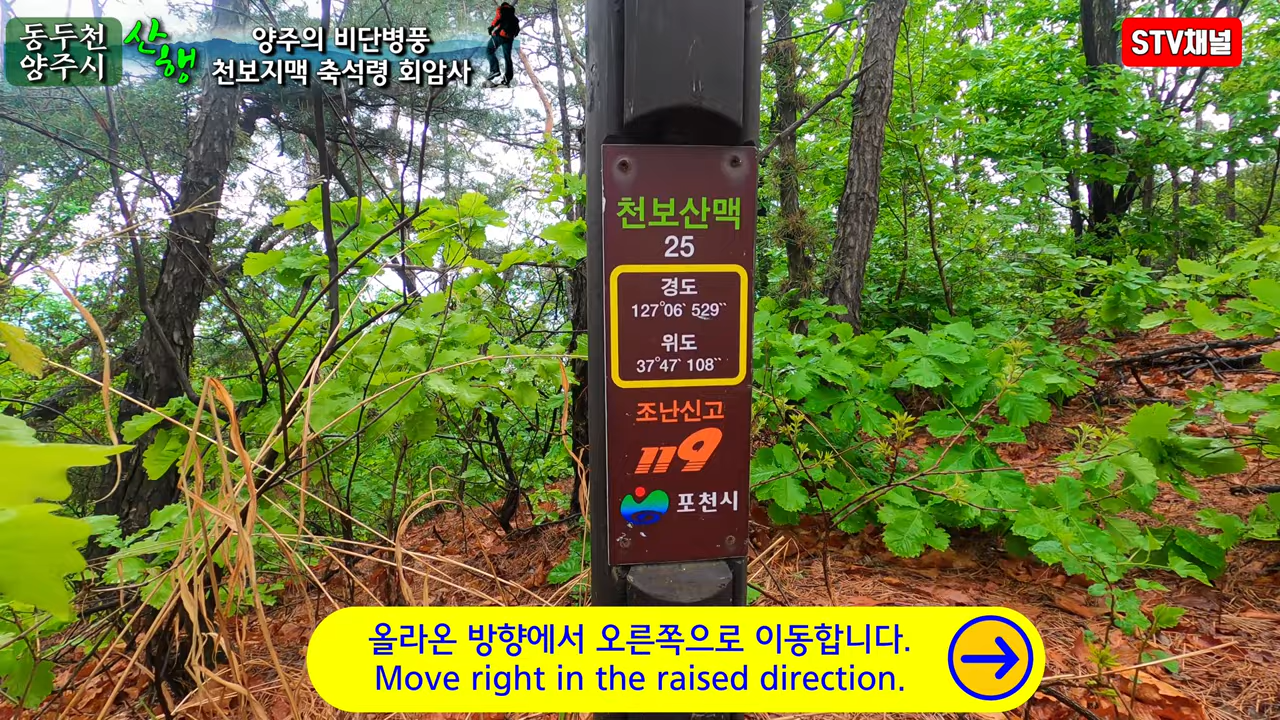 동두천
양주시
산행
양주의 비단병풍
천보지맥 축석령 회암사
STV채널
천보산맥
25
경도
127°06` 529``
위도
37°47` 108``
조난신고
119
포천시
올라온 방향에서 오른쪽으로 이동합니다.
Move right in the raised direction.